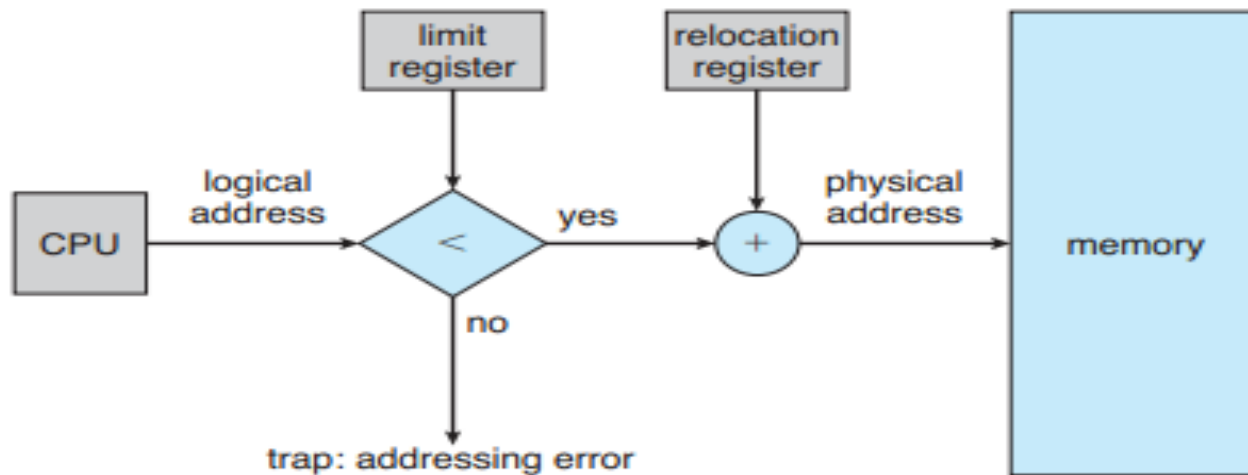 limit
register
relocation
register
logical
address
physical
address
CPU
<
yes
+
memory
no
trap: addressing error